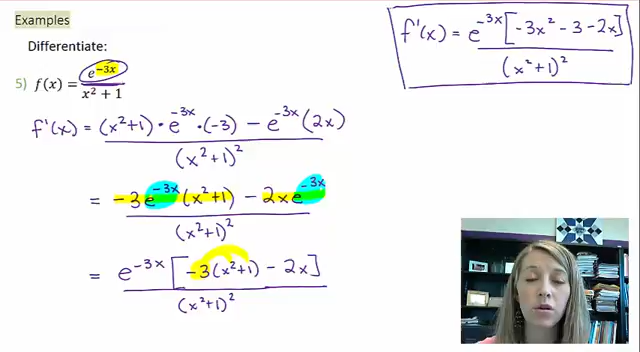 Examples
Differentiate:
5) f(x) = e^{-3x} / (x² + 1)
f'(x) = ((x²+1) · e^{-3x} · (-3) − e^{-3x} (2x)) / (x²+1)²
= (-3e^{-3x} (x²+1) − 2xe^{-3x}) / (x²+1)²
= e^{-3x} [-3(x²+1) − 2x] / (x²+1)²
f'(x) = e^{-3x} [-3x² − 3 − 2x] / (x²+1)²